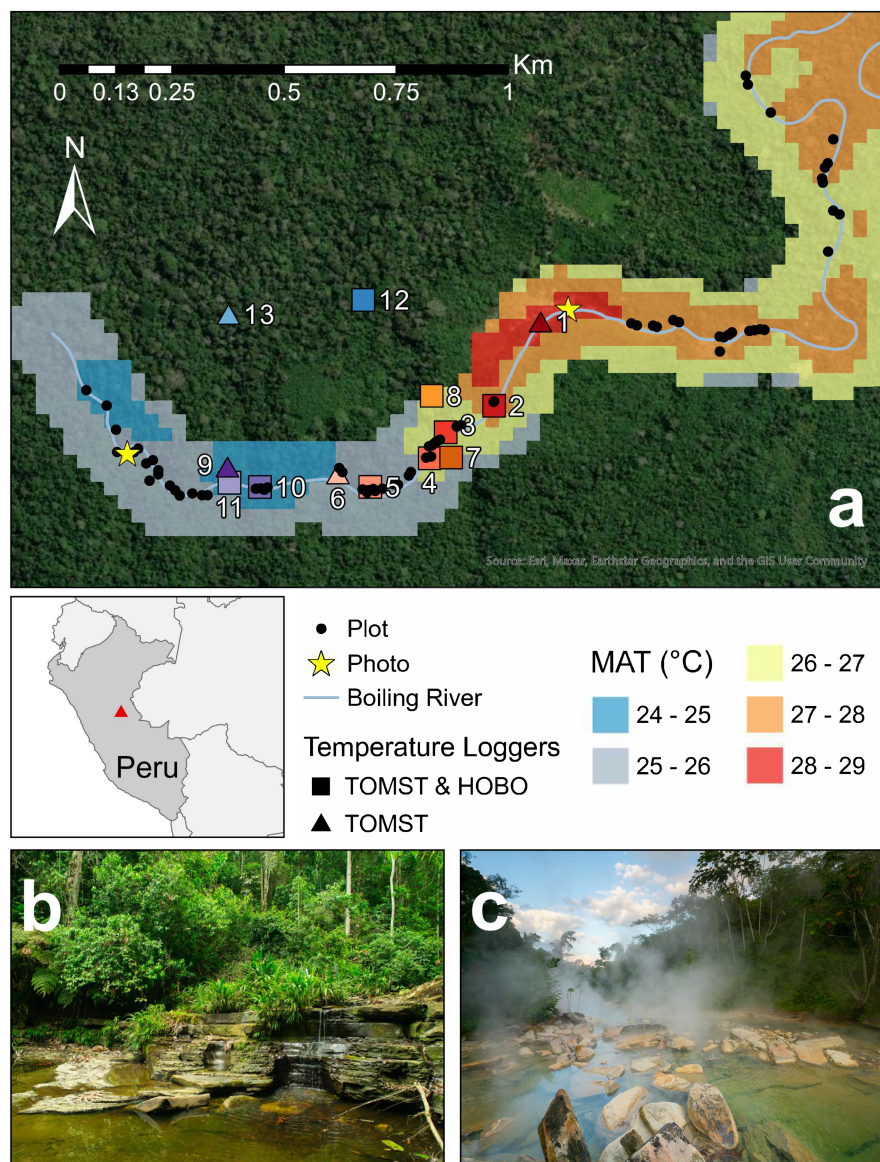 Km
0 0.13 0.25 0.5 0.75 1
N
12
13
1
8
2
3
9
7
10
5
4
6
11
a
Source: Esri, Maxar, Earthstar Geographics, and the GIS User Community
Peru
Plot
Photo
Boiling River
Temperature Loggers
TOMST & HOBO
TOMST
MAT (°C)
24 - 25
25 - 26
26 - 27
27 - 28
28 - 29
b
c